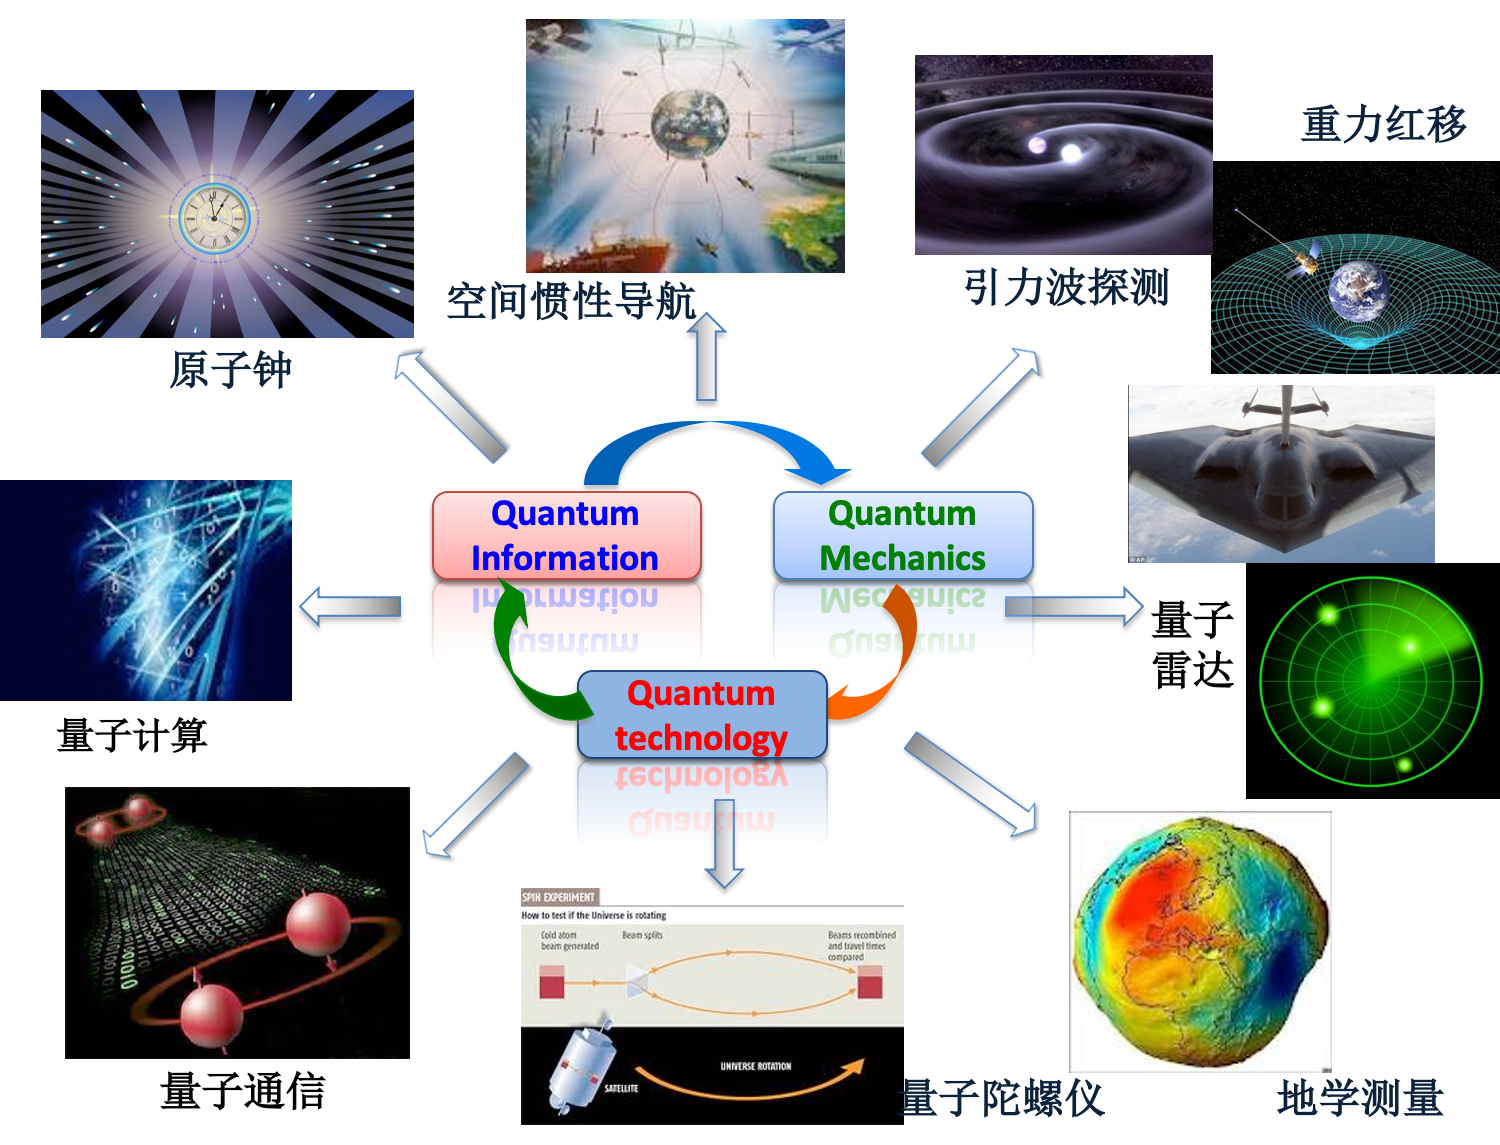 重力红移
空间惯性导航
引力波探测
原子钟
Quantum
Information
Quantum
Mechanics
© AP
量子
雷达
Quantum
technology
量子计算
SPIN EXPERIMENT
How to test if the Universe is rotating
Cold atom
beam generated
Beam splits
Beams recombined
and travel times
compared
UNIVERSE ROTATION
SATELLITE
量子通信
量子陀螺仪
地学测量